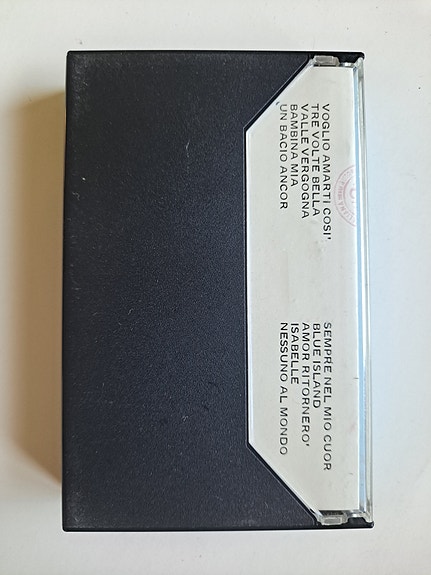 VOGLIO AMARTI COSI'
TRE VOLTE BELLA
VALLE VERGOGNA
BAMBINA MIA
UN BACIO ANCOR
SEMPRE NEL MIO CUOR
BLUE ISLAND
AMOR RITORNERO'
ISABELLE
NESSUNO AL MONDO